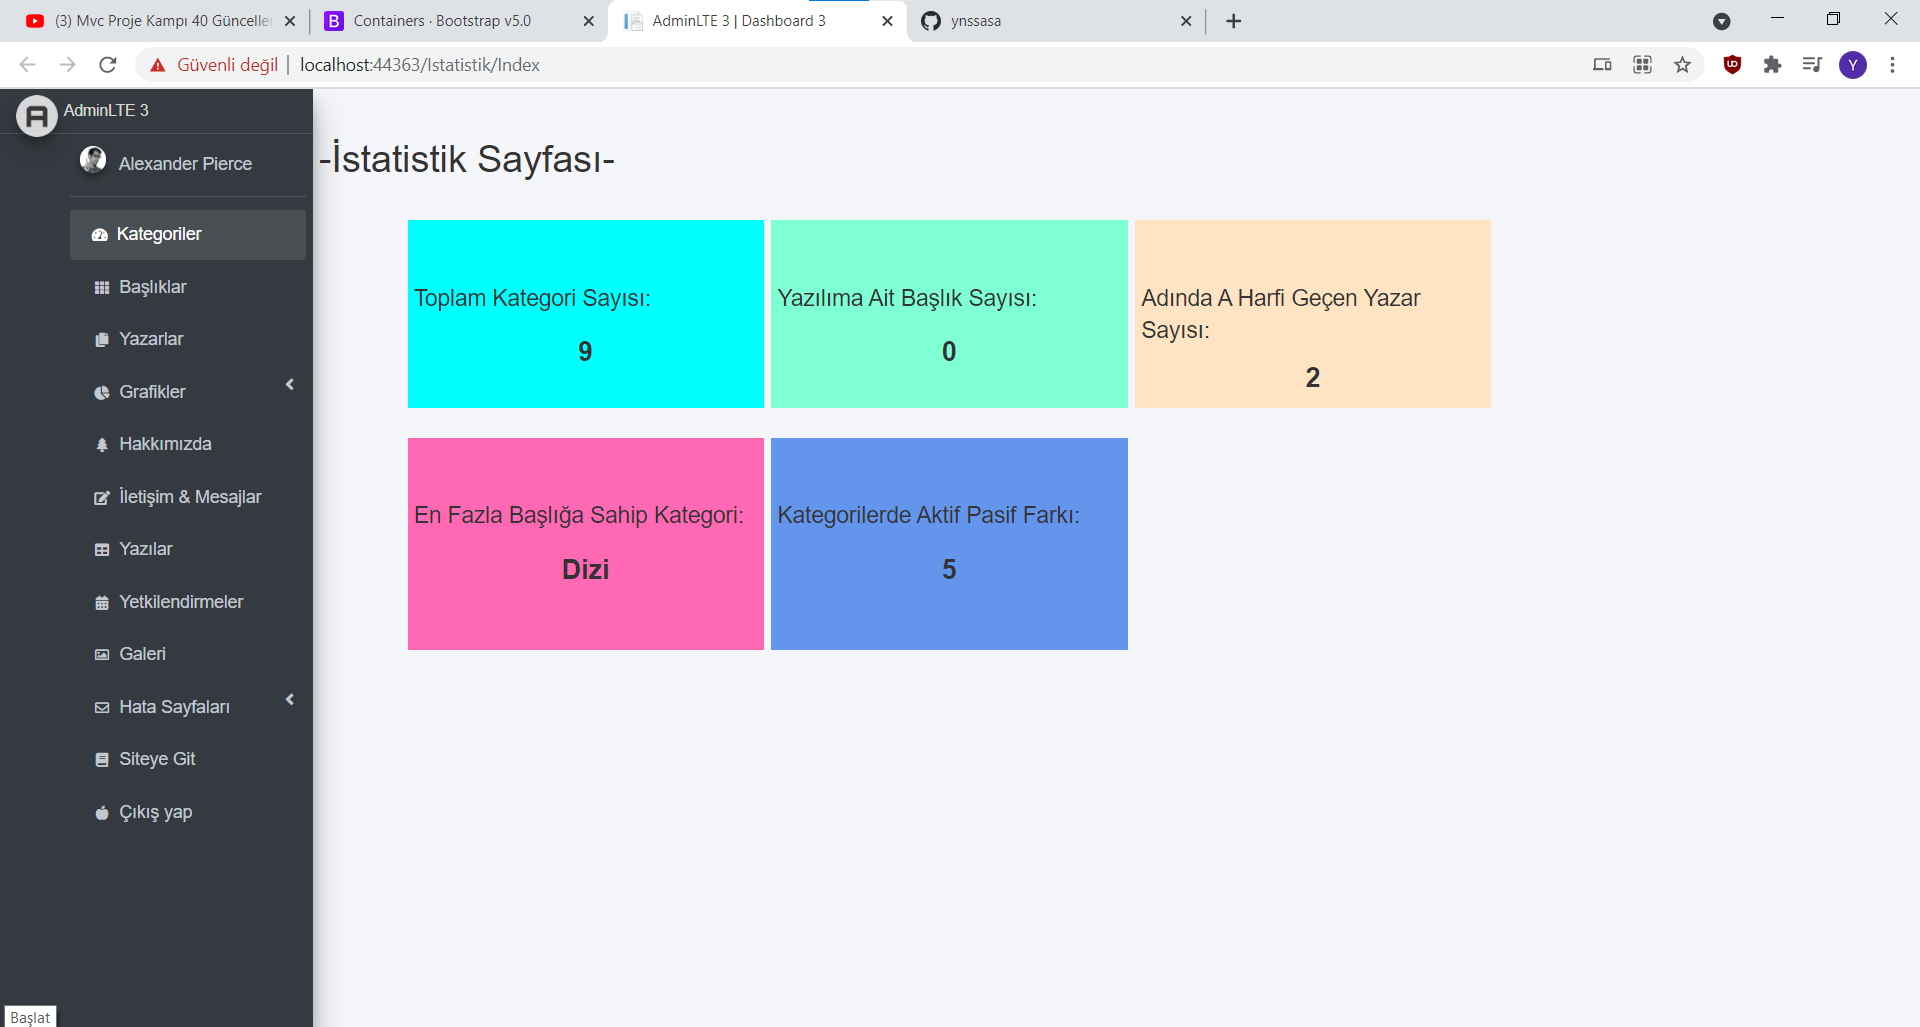 (3) Mvc Proje Kampı 40 Günceller
Containers · Bootstrap v5.0
AdminLTE 3 | Dashboard 3
ynssasa
Güvenli değil
localhost:44363/Istatistik/Index
Y
AdminLTE 3
Alexander Pierce
Kategoriler
Başlıklar
Yazarlar
Grafikler
Hakkımızda
İletişim & Mesajlar
Yazılar
Yetkilendirmeler
Galeri
Hata Sayfaları
Siteye Git
Çıkış yap
Başlat
-İstatistik Sayfası-
Toplam Kategori Sayısı:
9
Yazılıma Ait Başlık Sayısı:
0
Adında A Harfi Geçen Yazar
Sayısı:
2
En Fazla Başlığa Sahip Kategori:
Dizi
Kategorilerde Aktif Pasif Farkı:
5